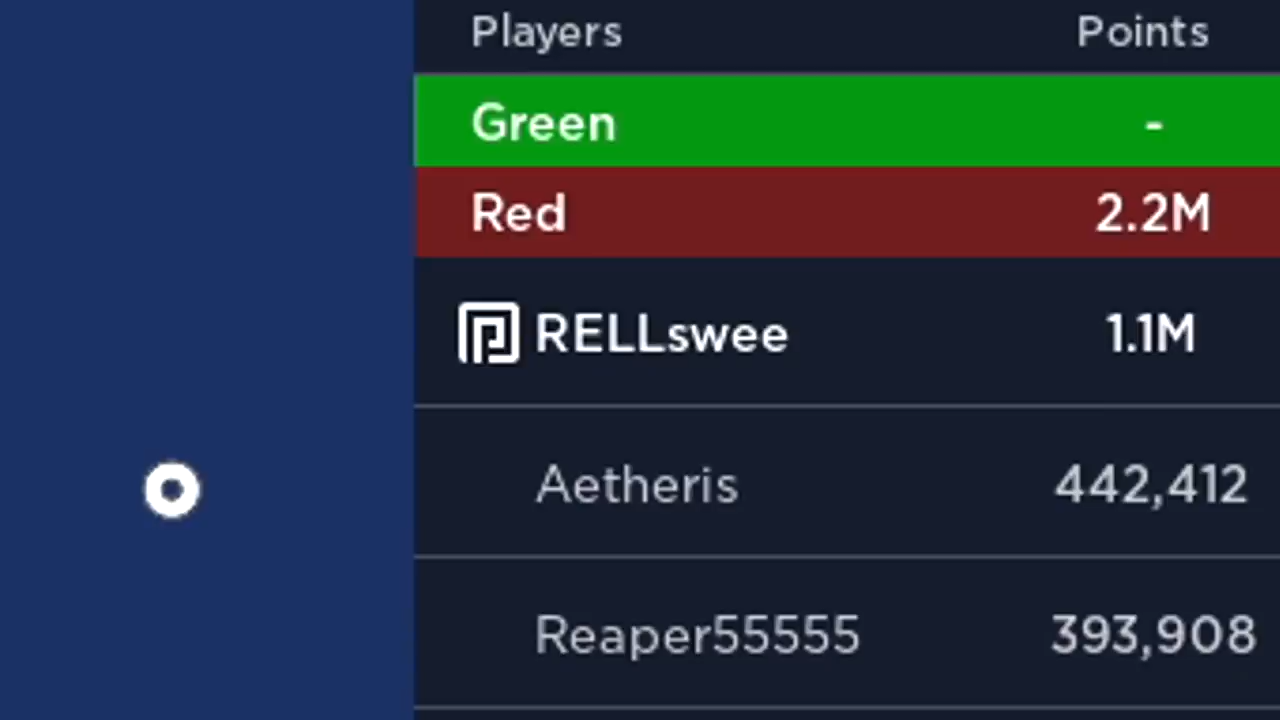 Players Points
Green -
Red 2.2M
RELLswee 1.1M
Aetheris 442,412
Reaper55555 393,908